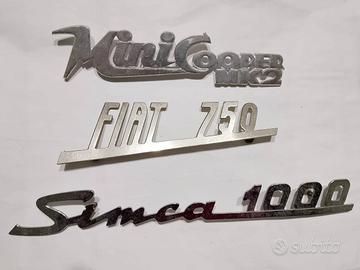 Mini Cooper
MK2
FIAT 750
Simca 1000
subito